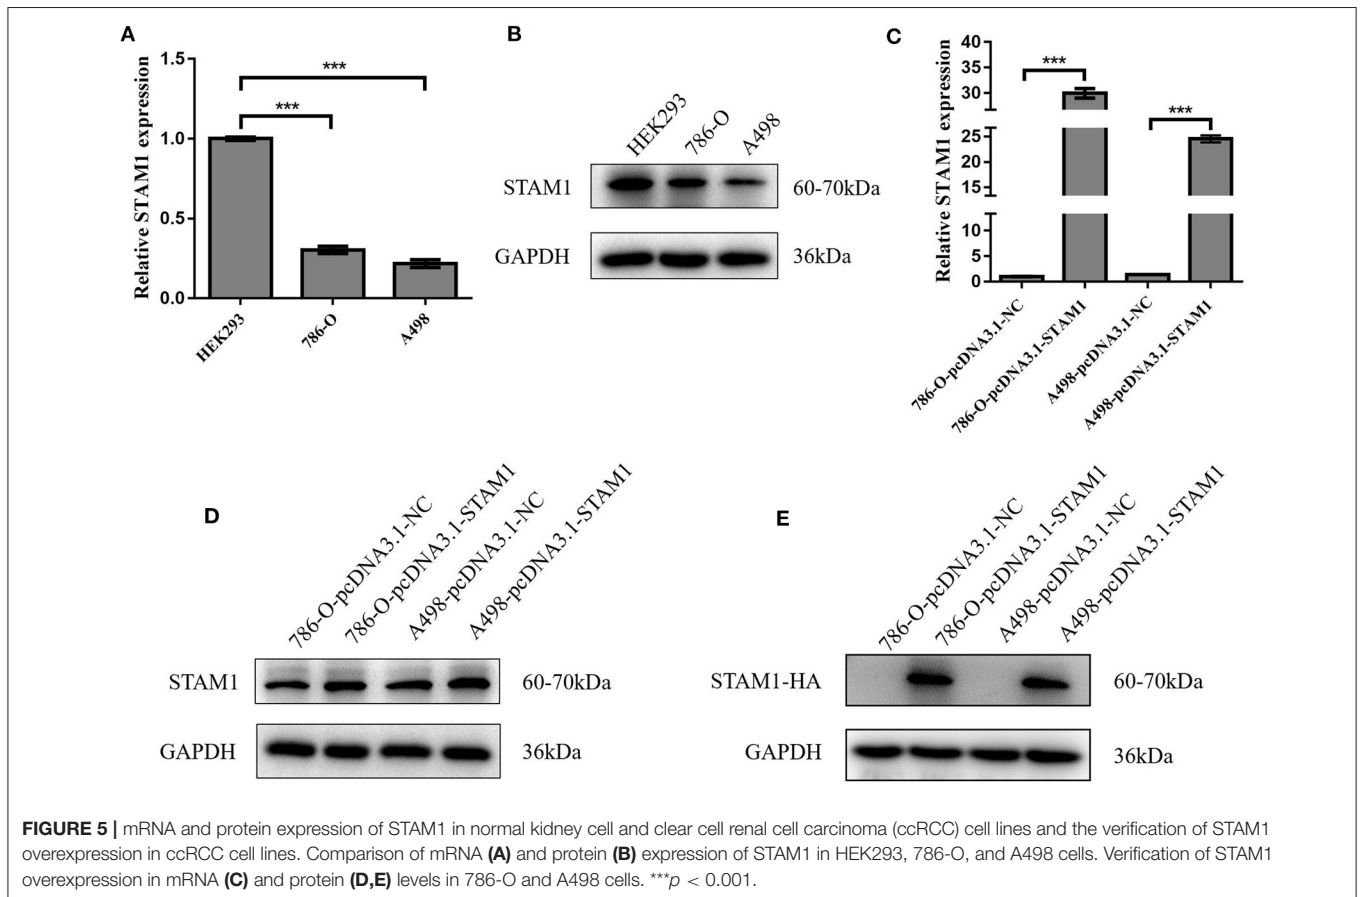 A
Relative STAM1 expression
1.5
1.0
0.5
0.0
***
***
HEK293
786-O
A498
B
HEK293
786-O
A498
STAM1
60-70kDa
GAPDH
36kDa
C
Relative STAM1 expression
40
35
30
25
20
15
10
5
0
***
***
786-O-pcDNA3.1-NC
786-O-pcDNA3.1-STAM1
A498-pcDNA3.1-NC
A498-pcDNA3.1-STAM1
D
786-O-pcDNA3.1-NC
786-O-pcDNA3.1-STAM1
A498-pcDNA3.1-NC
A498-pcDNA3.1-STAM1
STAM1
60-70kDa
GAPDH
36kDa
E
786-O-pcDNA3.1-NC
786-O-pcDNA3.1-STAM1
A498-pcDNA3.1-NC
A498-pcDNA3.1-STAM1
STAM1-HA
60-70kDa
GAPDH
36kDa
FIGURE 5 | mRNA and protein expression of STAM1 in normal kidney cell and clear cell renal cell carcinoma (ccRCC) cell lines and the verification of STAM1
overexpression in ccRCC cell lines. Comparison of mRNA (A) and protein (B) expression of STAM1 in HEK293, 786-O, and A498 cells. Verification of STAM1
overexpression in mRNA (C) and protein (D,E) levels in 786-O and A498 cells. ***p < 0.001.